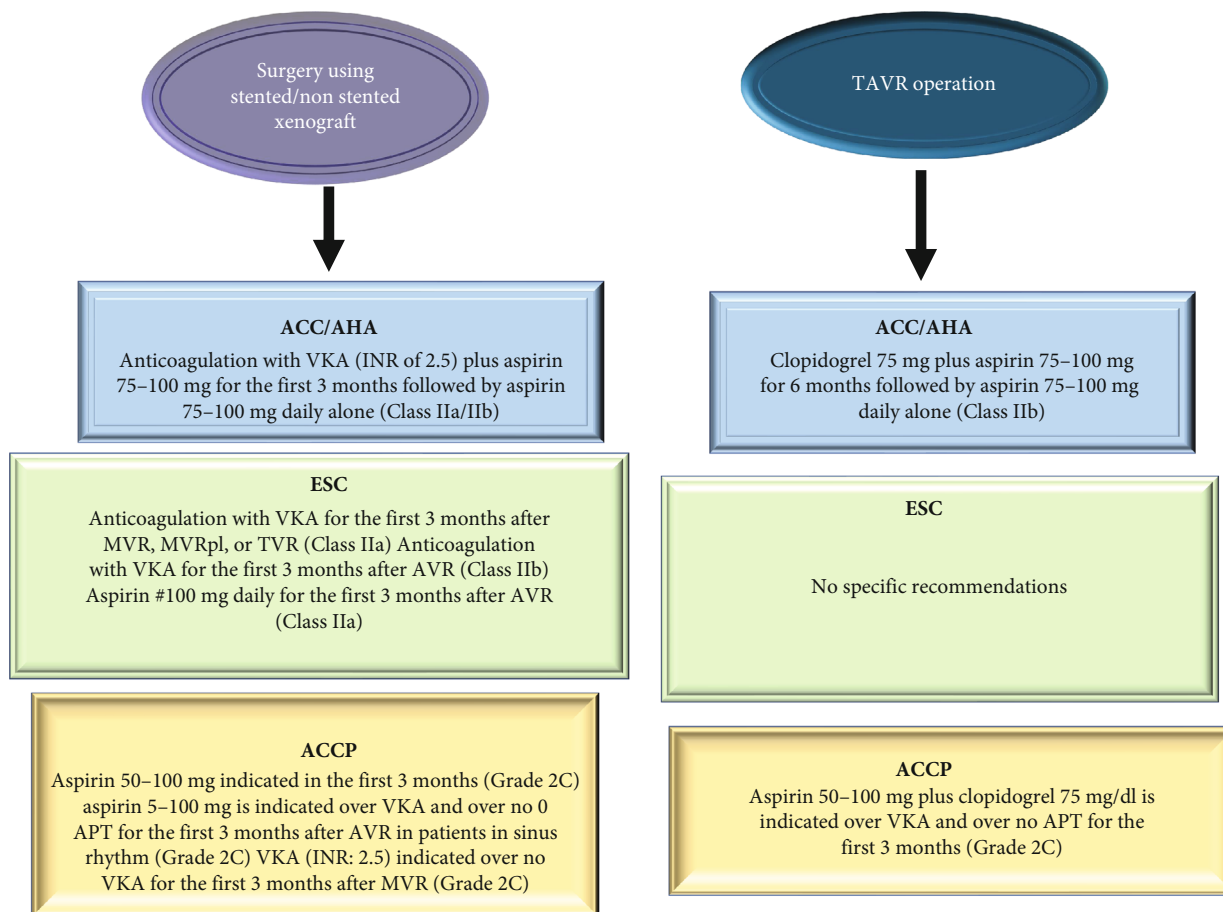 Surgery using
stented/non stented
xenograft
ACC/AHA
Anticoagulation with VKA (INR of 2.5) plus aspirin
75–100 mg for the first 3 months followed by aspirin
75–100 mg daily alone (Class IIa/IIb)
ESC
Anticoagulation with VKA for the first 3 months after
MVR, MVRpl, or TVR (Class IIa) Anticoagulation
with VKA for the first 3 months after AVR (Class IIb)
Aspirin #100 mg daily for the first 3 months after AVR
(Class IIa)
ACCP
Aspirin 50–100 mg indicated in the first 3 months (Grade 2C)
aspirin 5–100 mg is indicated over VKA and over no 0
APT for the first 3 months after AVR in patients in sinus
rhythm (Grade 2C) VKA (INR: 2.5) indicated over no
VKA for the first 3 months after MVR (Grade 2C)
TAVR operation
ACC/AHA
Clopidogrel 75 mg plus aspirin 75–100 mg
for 6 months followed by aspirin 75–100 mg
daily alone (Class IIb)
ESC
No specific recommendations
ACCP
Aspirin 50–100 mg plus clopidogrel 75 mg/dl is
indicated over VKA and over no APT for the
first 3 months (Grade 2C)